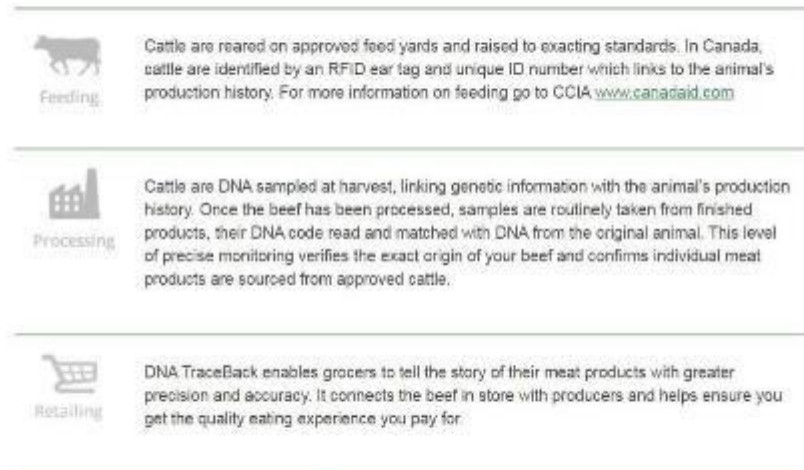 Cattle are reared on approved feed yards and raised to exacting standards. In Canada,
cattle are identified by an RFID ear tag and unique ID number which links to the animal's
production history. For more information on feeding go to CCIA www.canadaid.com
Feeding
Cattle are DNA sampled at harvest, linking genetic information with the animal's production
history. Once the beef has been processed, samples are routinely taken from finished
products, their DNA code read and matched with DNA from the original animal. This level
of precise monitoring verifies the exact origin of your beef and confirms individual meat
products are sourced from approved cattle.
Processing
DNA TraceBack enables grocers to tell the story of their meat products with greater
precision and accuracy. It connects the beef in store with producers and helps ensure you
get the quality eating experience you pay for.
Retailing